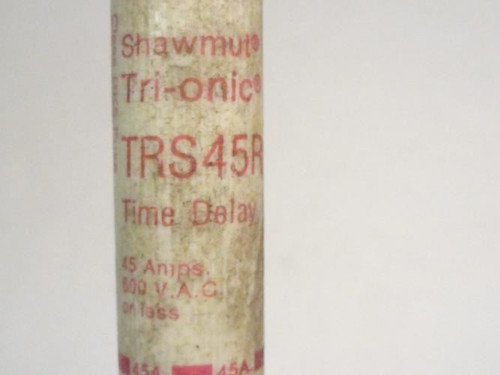 Shawmut®
Tri-onic®
TRS45R
Time Delay
45 Amps.
600 V.A.C.
or less
45A 45A